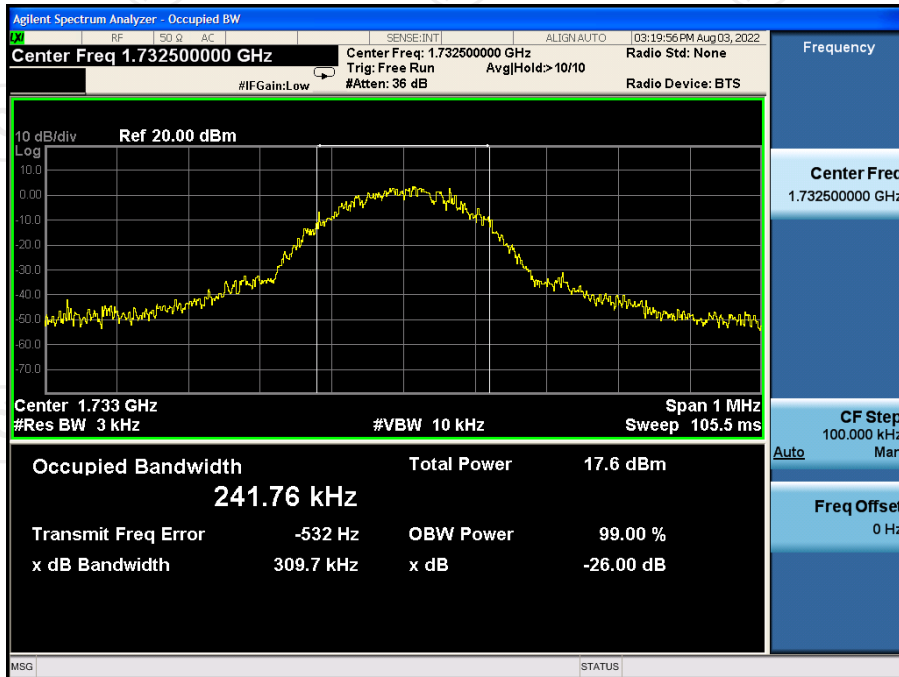 Agilent Spectrum Analyzer - Occupied BW
LXI RF 50 Ω AC SENSE:INT ALIGN AUTO 03:19:56 PM Aug 03, 2022
Center Freq 1.732500000 GHz
Center Freq: 1.732500000 GHz
Radio Std: None
Trig: Free Run Avg|Hold:> 10/10
#IFGain:Low
#Atten: 36 dB
Radio Device: BTS
10 dB/div Ref 20.00 dBm
Log
10.0
0.00
-10.0
-20.0
-30.0
-40.0
-50.0
-60.0
-70.0
Center 1.733 GHz Span 1 MHz
#Res BW 3 kHz #VBW 10 kHz Sweep 105.5 ms
Occupied Bandwidth Total Power 17.6 dBm
241.76 kHz
Transmit Freq Error -532 Hz OBW Power 99.00 %
x dB Bandwidth 309.7 kHz x dB -26.00 dB
MSG STATUS
Frequency
Center Freq
1.732500000 GHz
CF Step
100.000 kHz
Auto Man
Freq Offset
0 Hz